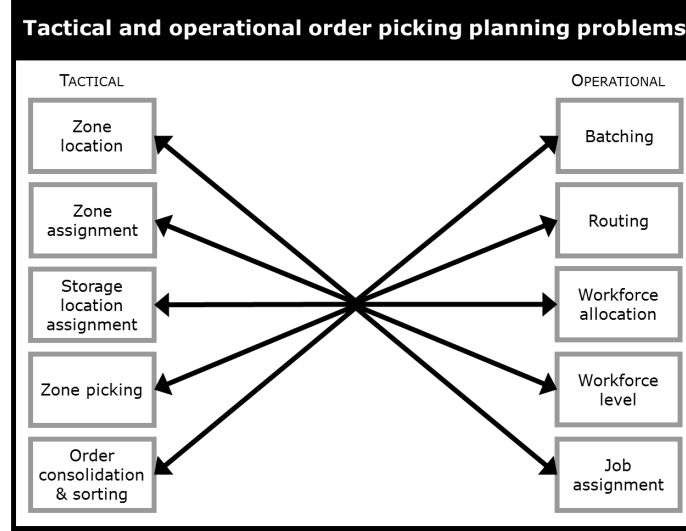 Tactical and operational order picking planning problems
TACTICAL
OPERATIONAL
Zone
location
Batching
Zone
assignment
Routing
Storage
location
assignment
Workforce
allocation
Zone picking
Workforce
level
Order
consolidation
& sorting
Job
assignment